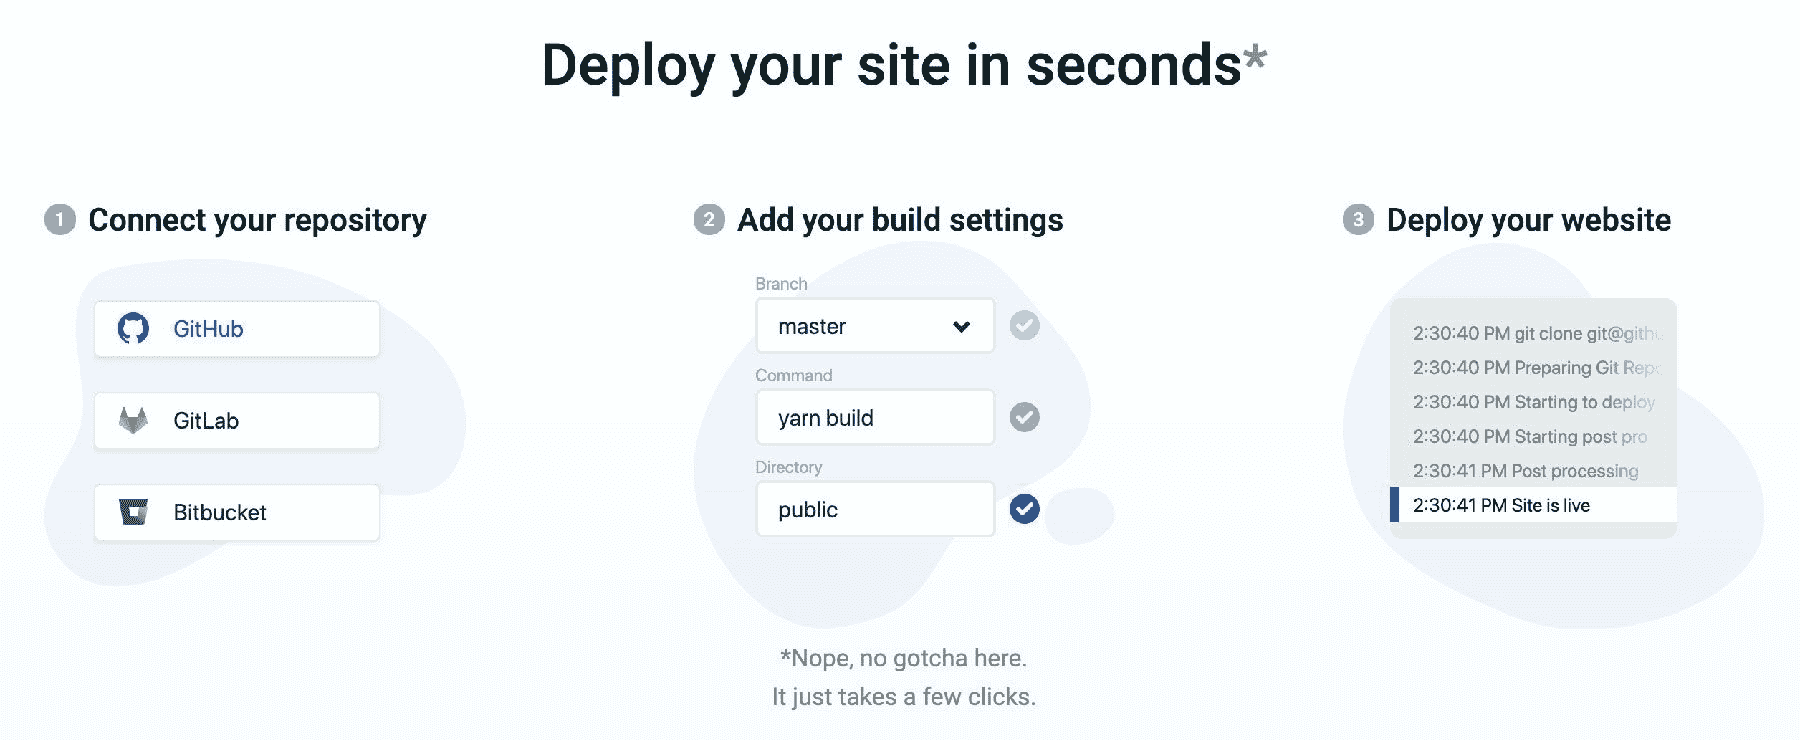 Deploy your site in seconds*
1 Connect your repository
GitHub
GitLab
Bitbucket
2 Add your build settings
Branch
master
Command
yarn build
Directory
public
3 Deploy your website
2:30:40 PM git clone git@gith
2:30:40 PM Preparing Git Repo
2:30:40 PM Starting to deploy
2:30:40 PM Starting post pro
2:30:41 PM Post processing
2:30:41 PM Site is live
*Nope, no gotcha here.
It just takes a few clicks.